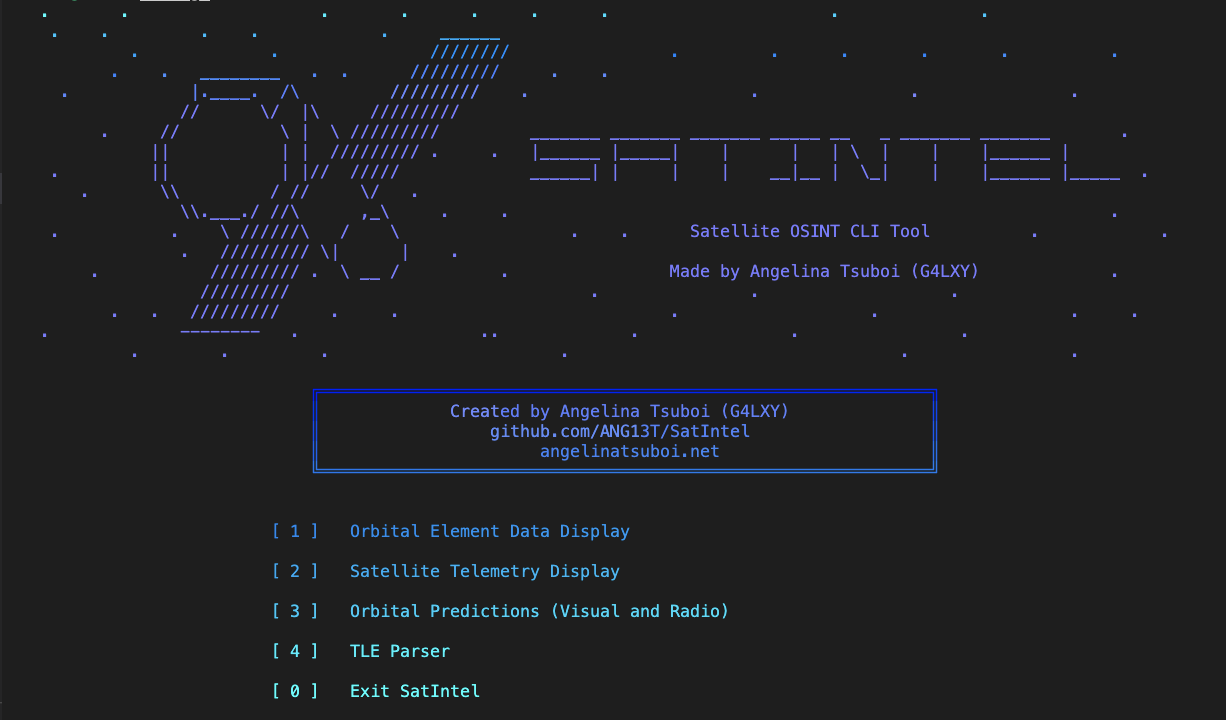 SATINTEL
Satellite OSINT CLI Tool
Made by Angelina Tsuboi (G4LXY)
Created by Angelina Tsuboi (G4LXY)
github.com/ANG13T/SatIntel
angelinatsuboi.net
[ 1 ] Orbital Element Data Display
[ 2 ] Satellite Telemetry Display
[ 3 ] Orbital Predictions (Visual and Radio)
[ 4 ] TLE Parser
[ 0 ] Exit SatIntel